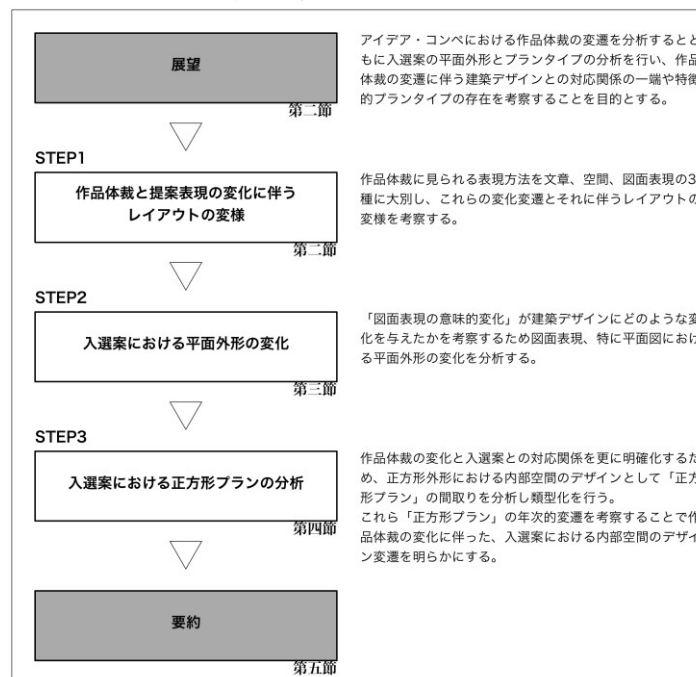 展望
アイデア・コンペにおける作品体裁の変遷を分析するとと
もに入選案の平面外形とプランタイプの分析を行い、作品
体裁の変遷に伴う建築デザインとの対応関係の一端や特徴
的プランタイプの存在を考察することを目的とする。
第二節
STEP1
作品体裁と提案表現の変化に伴う
レイアウトの変様
作品体裁に見られる表現方法を文章、空間、図面表現の3
種に大別し、これらの変化変遷とそれに伴うレイアウトの
変様を考察する。
第二節
STEP2
入選案における平面外形の変化
「図面表現の意味的変化」が建築デザインにどのような変
化を与えたかを考察するため図面表現、特に平面図におけ
る平面外形の変化を分析する。
第三節
STEP3
入選案における正方形プランの分析
作品体裁の変化と入選案との対応関係を更に明確化するた
め、正方形外形における内部空間のデザインとして「正方
形プラン」の間取りを分析し類型化を行う。
これら「正方形プラン」の年次的変遷を考察することで作
品体裁の変化に伴った、入選案における内部空間のデザイ
ン変遷を明らかにする。
第四節
要約
第五節